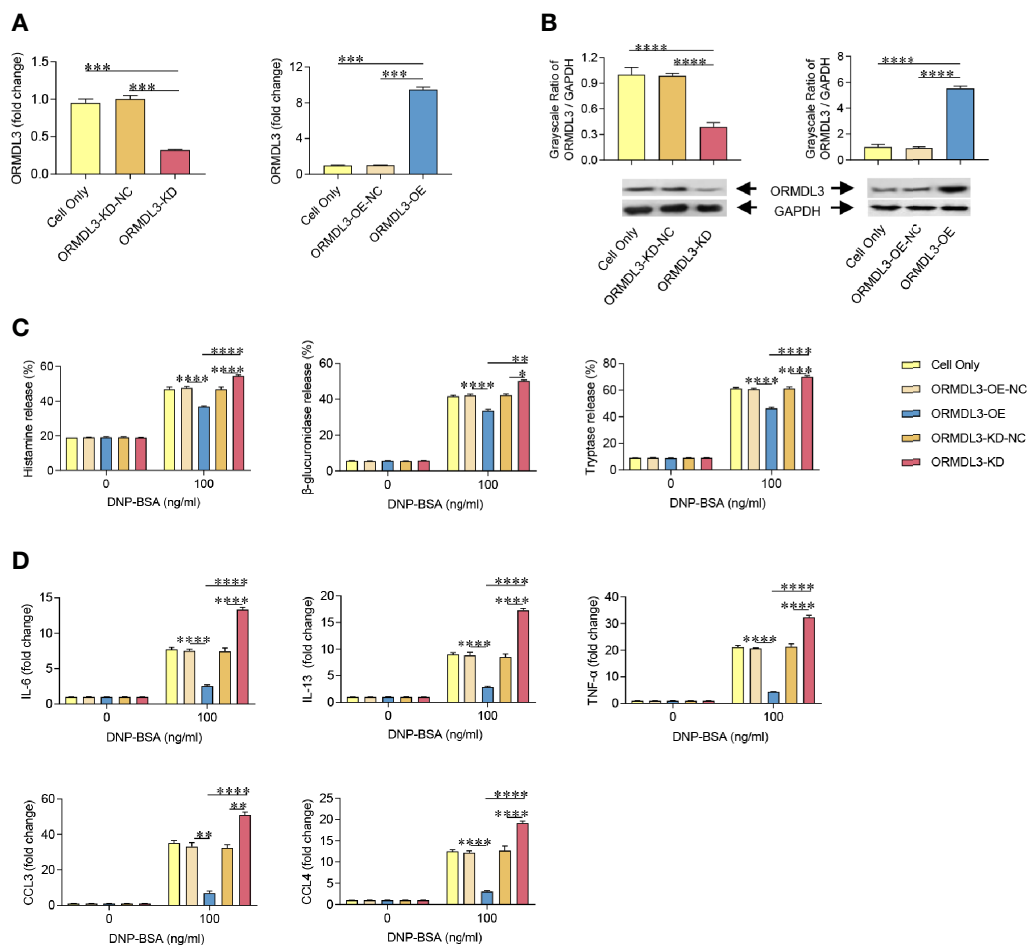 A
ORMDL3 (fold change)
1.5
1.0
0.5
0.0
***
***
Cell Only
ORMDL3-KD-NC
ORMDL3-KD
ORMDL3 (fold change)
12
8
4
0
***
***
Cell Only
ORMDL3-OE-NC
ORMDL3-OE
B
Grayscale Ratio of
ORMDL3 / GAPDH
1.2
0.9
0.6
0.3
0.0
****
****
Grayscale Ratio of
ORMDL3 / GAPDH
8
6
4
2
0
****
****
ORMDL3
GAPDH
Cell Only
ORMDL3-KD-NC
ORMDL3-KD
Cell Only
ORMDL3-OE-NC
ORMDL3-OE
C
Histamine release (%)
60
40
20
0
****
****
****
0
100
DNP-BSA (ng/ml)
β-glucuronidase release (%)
60
40
20
0
****
**
*
0
100
DNP-BSA (ng/ml)
Tryptase release (%)
80
60
40
20
0
****
****
****
0
100
DNP-BSA (ng/ml)
Cell Only
ORMDL3-OE-NC
ORMDL3-OE
ORMDL3-KD-NC
ORMDL3-KD
D
IL-6 (fold change)
15
10
5
0
****
****
****
0
100
DNP-BSA (ng/ml)
IL-13 (fold change)
20
15
10
5
0
****
****
****
0
100
DNP-BSA (ng/ml)
TNF-α (fold change)
40
30
20
10
0
****
****
****
0
100
DNP-BSA (ng/ml)
CCL3 (fold change)
60
40
20
0
**
****
**
0
100
DNP-BSA (ng/ml)
CCL4 (fold change)
25
20
15
10
5
0
****
****
****
0
100
DNP-BSA (ng/ml)